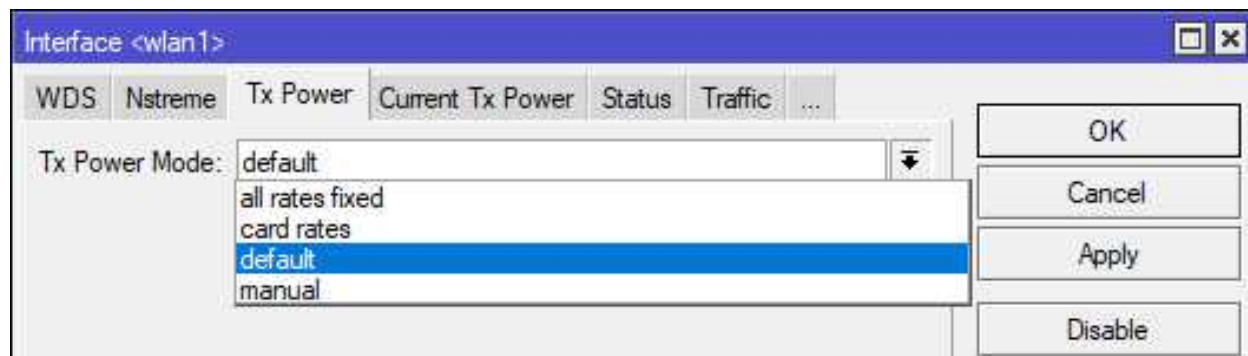 Interface <wlan1>
WDS Nstreme Tx Power Current Tx Power Status Traffic ...
Tx Power Mode: default
all rates fixed
card rates
default
manual
OK
Cancel
Apply
Disable